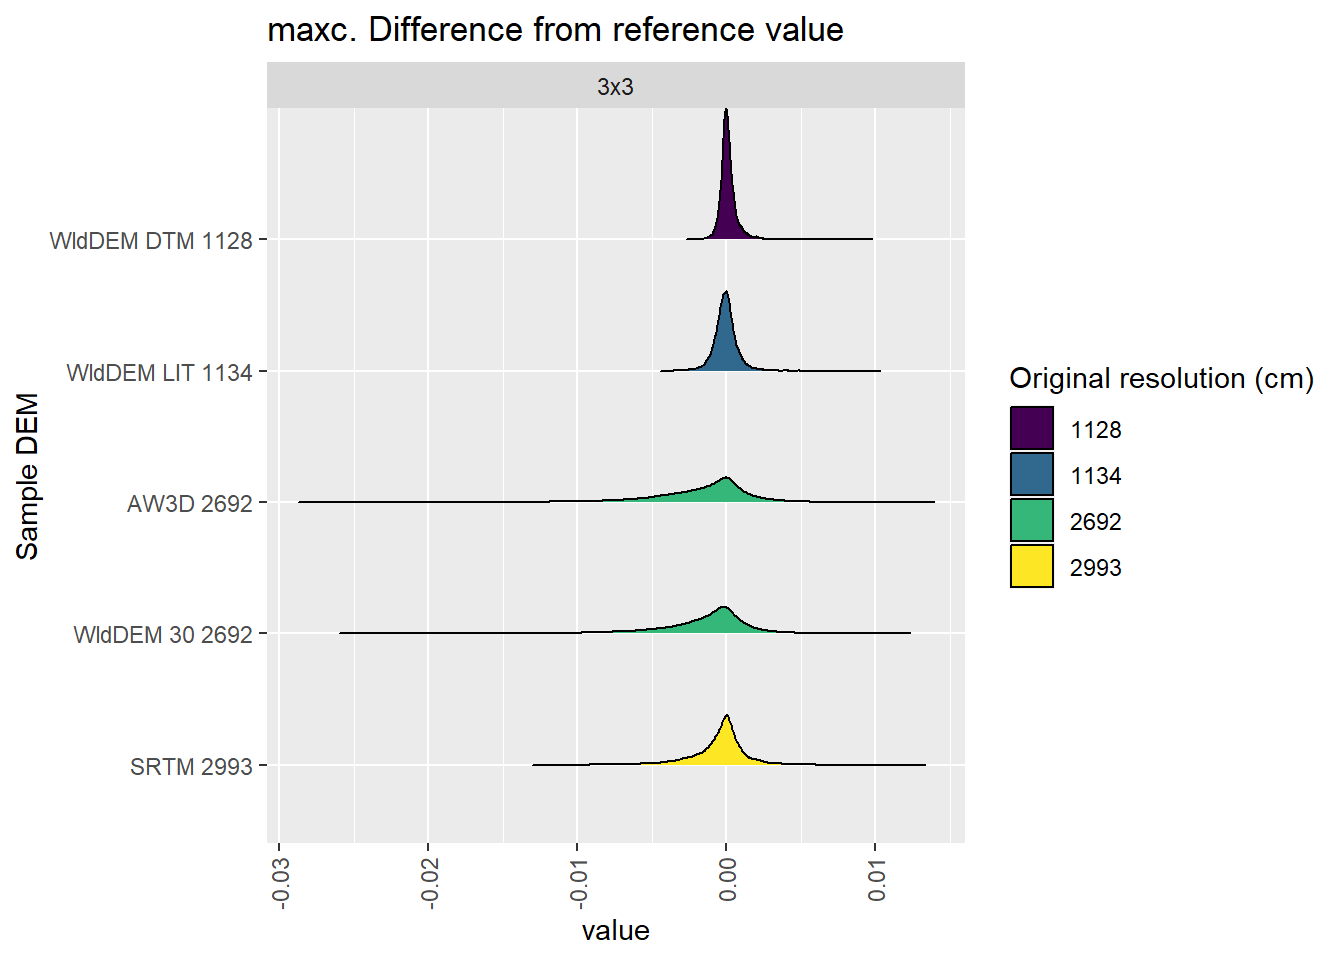 maxc. Difference from reference value
3x3
WldDEM DTM 1128
WldDEM LIT 1134
AW3D 2692
WldDEM 30 2692
SRTM 2993
Sample DEM
-0.03
-0.02
-0.01
0.00
0.01
value
Original resolution (cm)
1128
1134
2692
2993